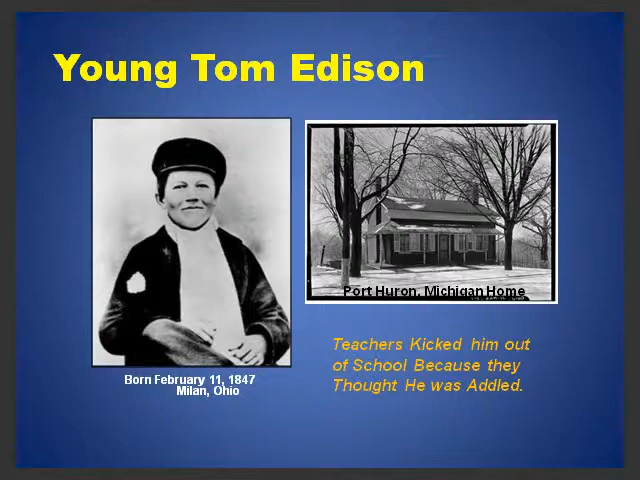 Young Tom Edison
Port Huron, Michigan Home
Born February 11, 1847
Milan, Ohio
Teachers Kicked him out
of School Because they
Thought He was Addled.